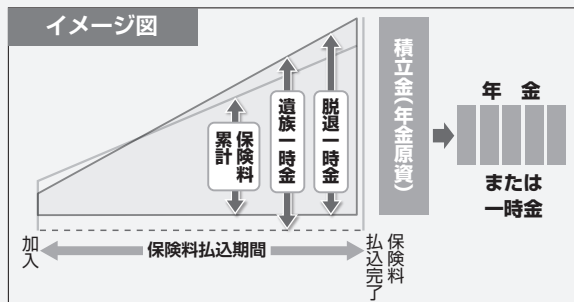 イメージ図
保険料
累計
遺族一時金
脱退一時金
積立金(年金原資)
年 金
または
一時金
加入
保険料払込期間
保険料
払込完了